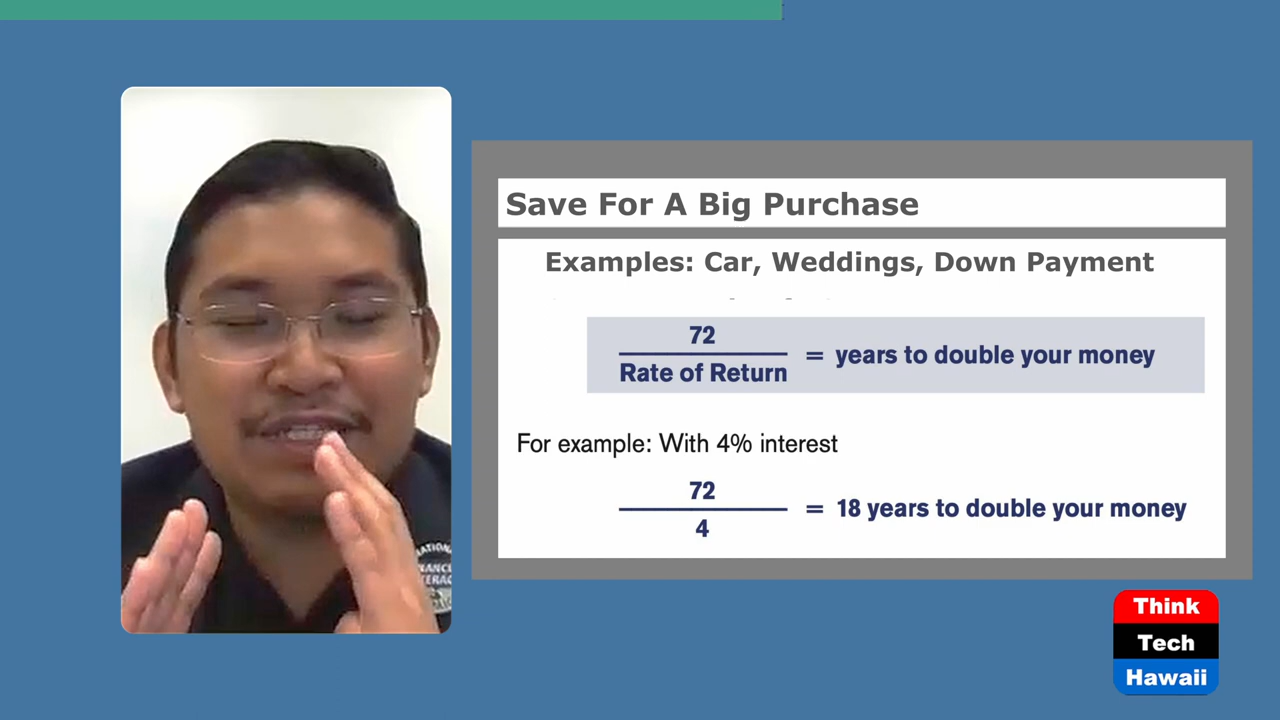 Save For A Big Purchase
Examples: Car, Weddings, Down Payment
72
Rate of Return
= years to double your money
For example: With 4% interest
72
4
= 18 years to double your money
Think
Tech
Hawaii